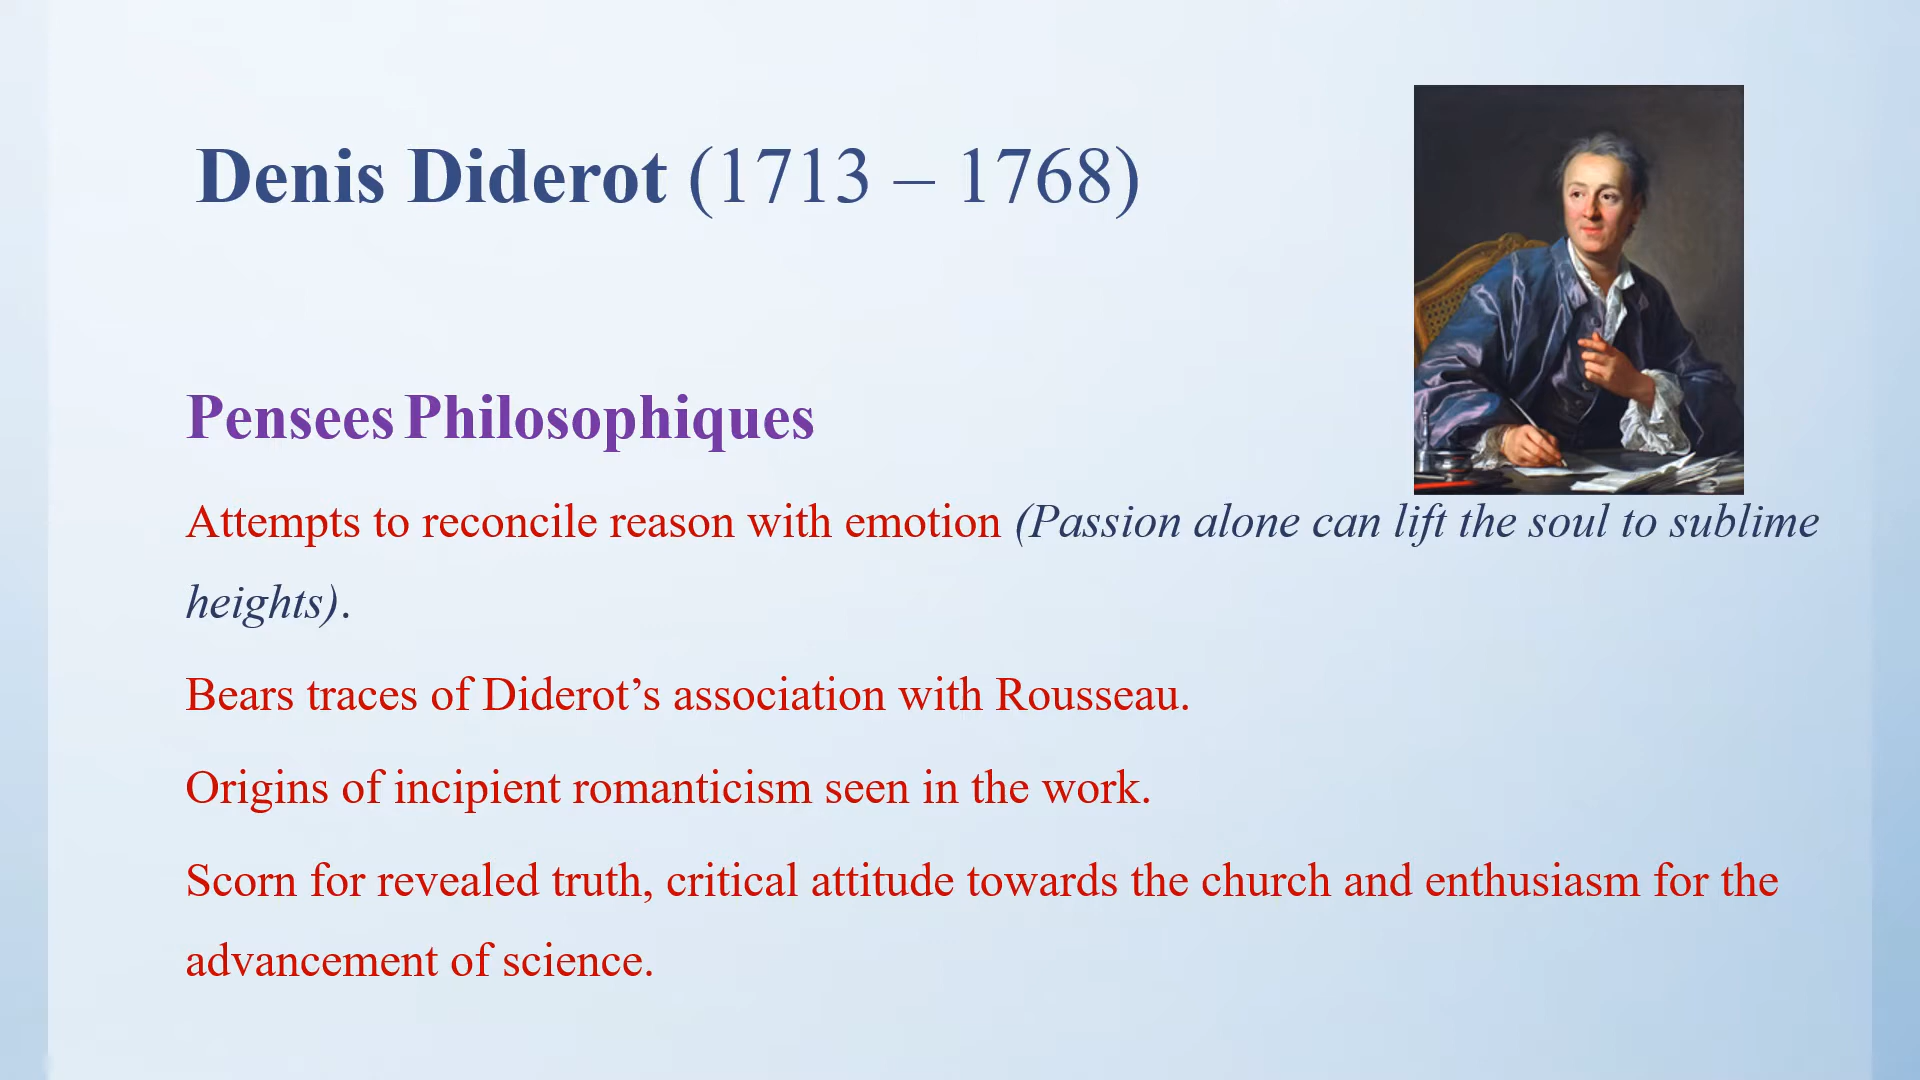 Denis Diderot (1713 – 1768)
Pensees Philosophiques
Attempts to reconcile reason with emotion (Passion alone can lift the soul to sublime
heights).
Bears traces of Diderot’s association with Rousseau.
Origins of incipient romanticism seen in the work.
Scorn for revealed truth, critical attitude towards the church and enthusiasm for the
advancement of science.